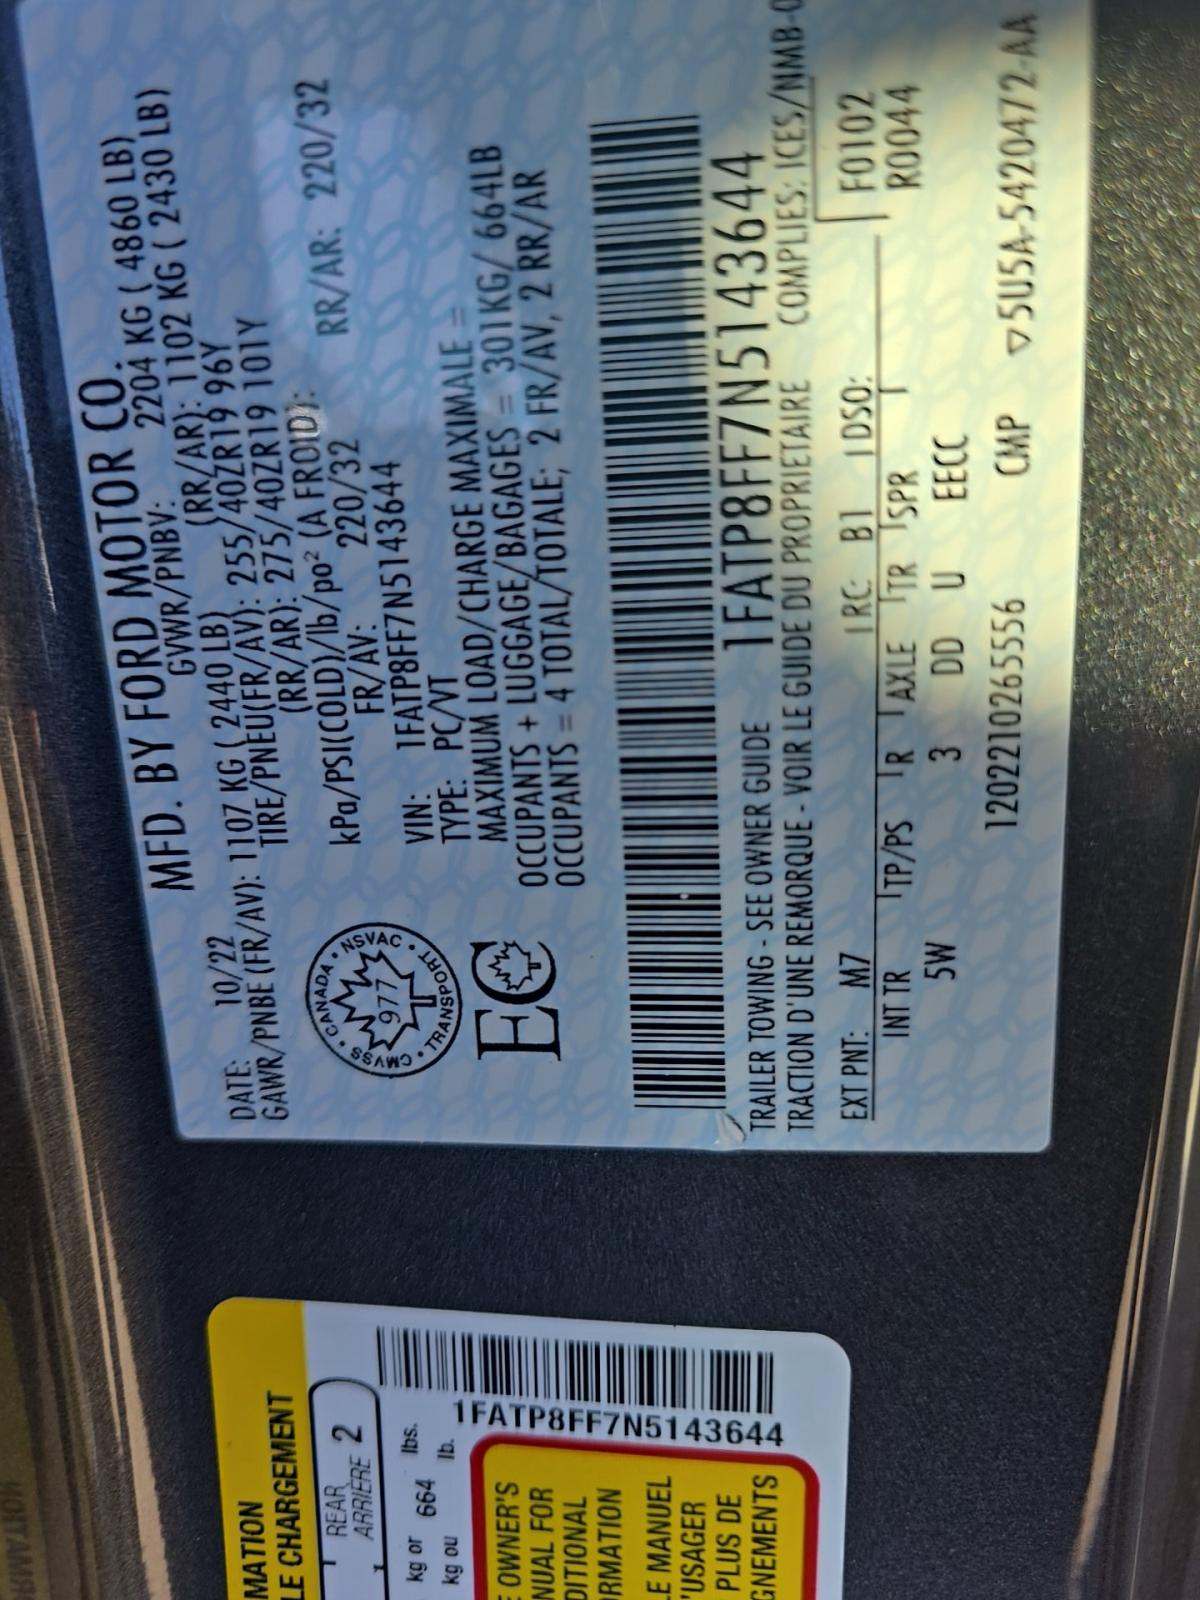 MFD. BY FORD MOTOR CO.
DATE: 10/22 GVWR/PNBV: 2204 KG ( 4860 LB)
GAWR/PNBE (FR/AV): 1107 KG ( 2440 LB) (RR/AR): 1102 KG ( 2430 LB)
TIRE/PNEU(FR/AV): 255/40ZR19 96Y
(RR/AR): 275/40ZR19 101Y
kPa/PSI(COLD)/lb/po² (A FROID):
FR/AV: 220/32 RR/AR: 220/32
VIN: 1FATP8FF7N5143644
TYPE: PC/VT
MAXIMUM LOAD/CHARGE MAXIMALE =
OCCUPANTS + LUGGAGE/BAGAGES = 301KG/ 664LB
OCCUPANTS = 4 TOTAL/TOTALE; 2 FR/AV, 2 RR/AR
CANADA • NSVAC • TRANSPORT • CMVSS •
977
EC
1FATP8FF7N5143644
TRAILER TOWING - SEE OWNER GUIDE
TRACTION D'UNE REMORQUE - VOIR LE GUIDE DU PROPRIETAIRE COMPLIES: ICES/NMB-0
EXT PNT: M7 RC: B1 DSO: F0102
INT TR TP/PS R AXLE TR SPR R0044
5W 3 DD U EECC
1202210265556 CMP ▽5U5A-5420472-AA
MATION
LE CHARGEMENT
REAR
ARRIÈRE 2
kg or 664 lbs.
kg ou lb.
1FATP8FF7N5143644
E OWNER'S
NUAL FOR
DITIONAL
ORMATION
LE MANUEL
'USAGER
PLUS DE
GNEMENTS